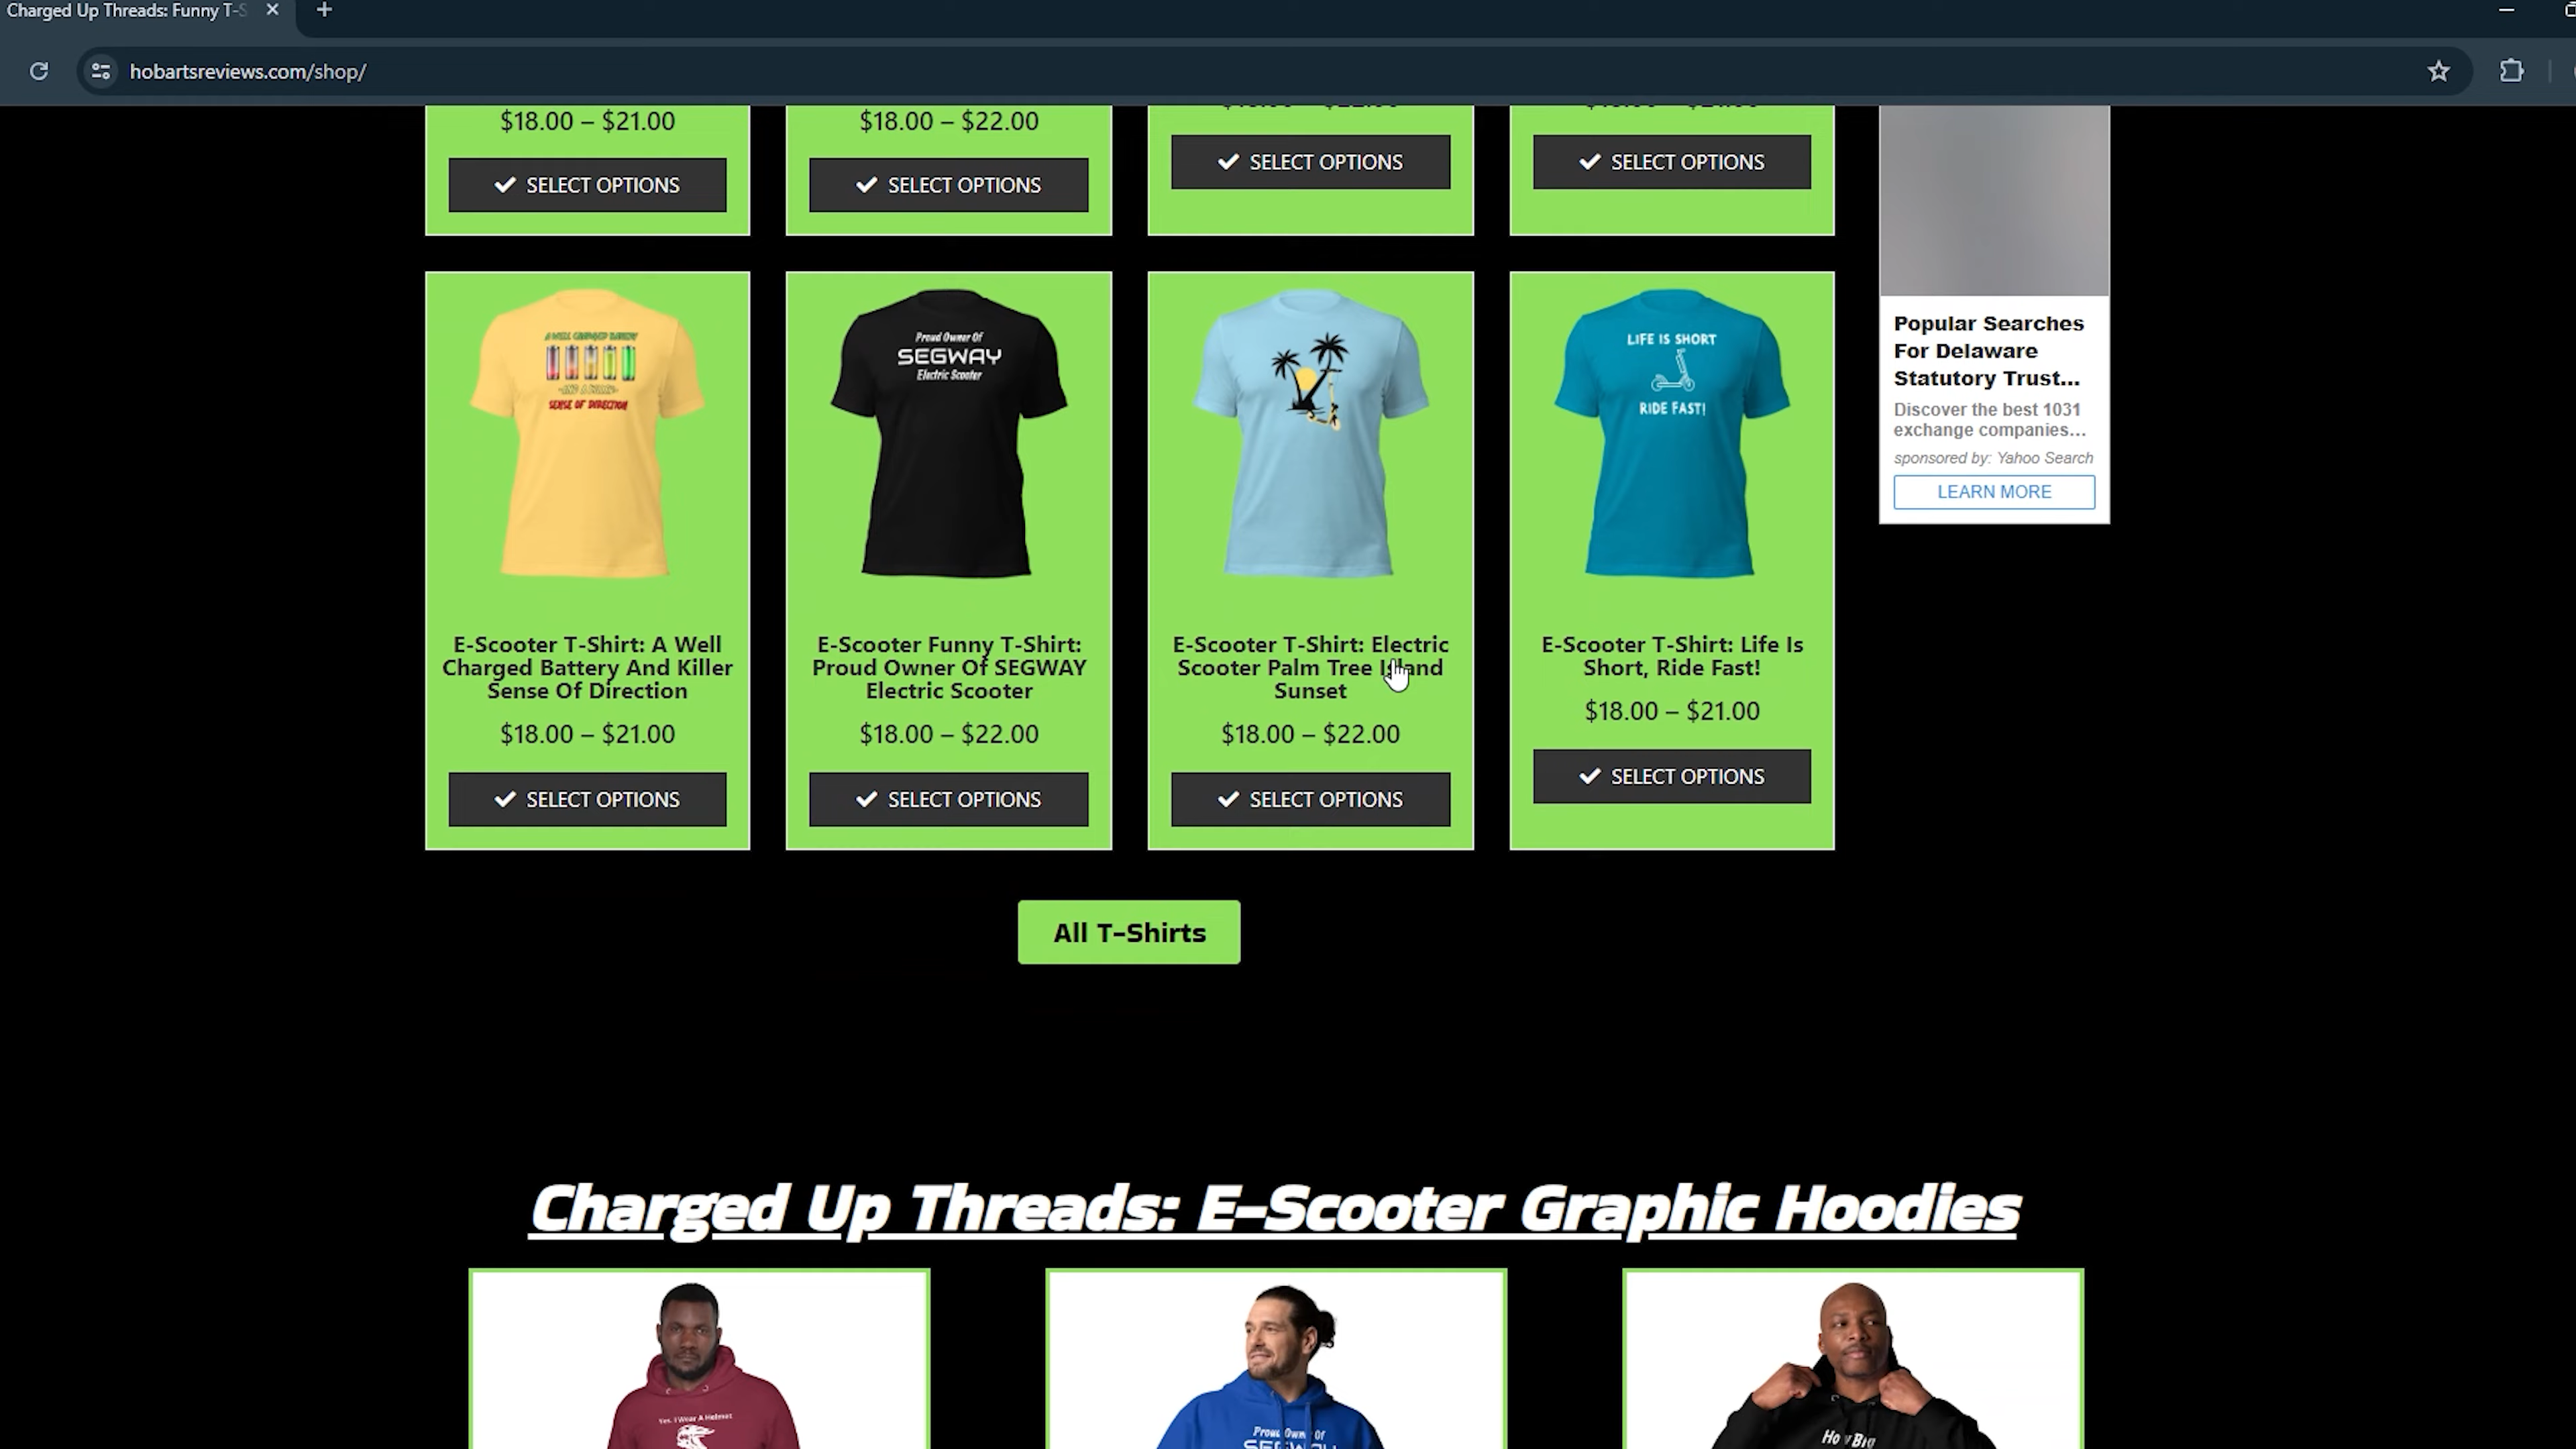 Charged Up Threads: Funny T-S
hobartsreviews.com/shop/
$18.00 – $21.00
$18.00 – $22.00
SELECT OPTIONS
SELECT OPTIONS
SELECT OPTIONS
SELECT OPTIONS
A WELL CHARGED BATTERY
-AND A KILLER-
SENSE OF DIRECTION
Proud Owner Of
SEGWAY
Electric Scooter
LIFE IS SHORT
RIDE FAST!
E-Scooter T-Shirt: A Well
Charged Battery And Killer
Sense Of Direction
$18.00 – $21.00
SELECT OPTIONS
E-Scooter Funny T-Shirt:
Proud Owner Of SEGWAY
Electric Scooter
$18.00 – $22.00
SELECT OPTIONS
E-Scooter T-Shirt: Electric
Scooter Palm Tree Island
Sunset
$18.00 – $22.00
SELECT OPTIONS
E-Scooter T-Shirt: Life Is
Short, Ride Fast!
$18.00 – $21.00
SELECT OPTIONS
Popular Searches
For Delaware
Statutory Trust...
Discover the best 1031
exchange companies...
sponsored by: Yahoo Search
LEARN MORE
All T-Shirts
Charged Up Threads: E-Scooter Graphic Hoodies
Yes, I Wear A Helmet
Proud Owner Of
SEGWAY
How Big